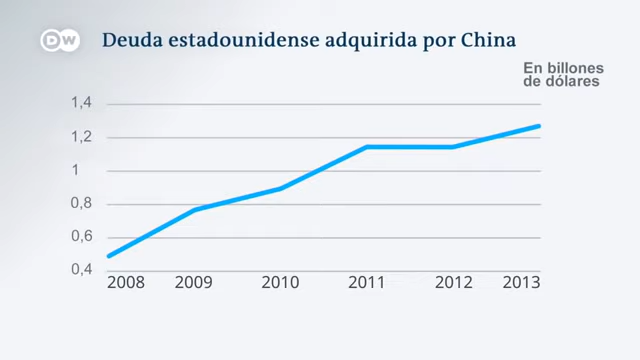 DW
Deuda estadounidense adquirida por China
En billones
de dólares
1,4
1,2
1
0,8
0,6
0,4
2008 2009 2010 2011 2012 2013